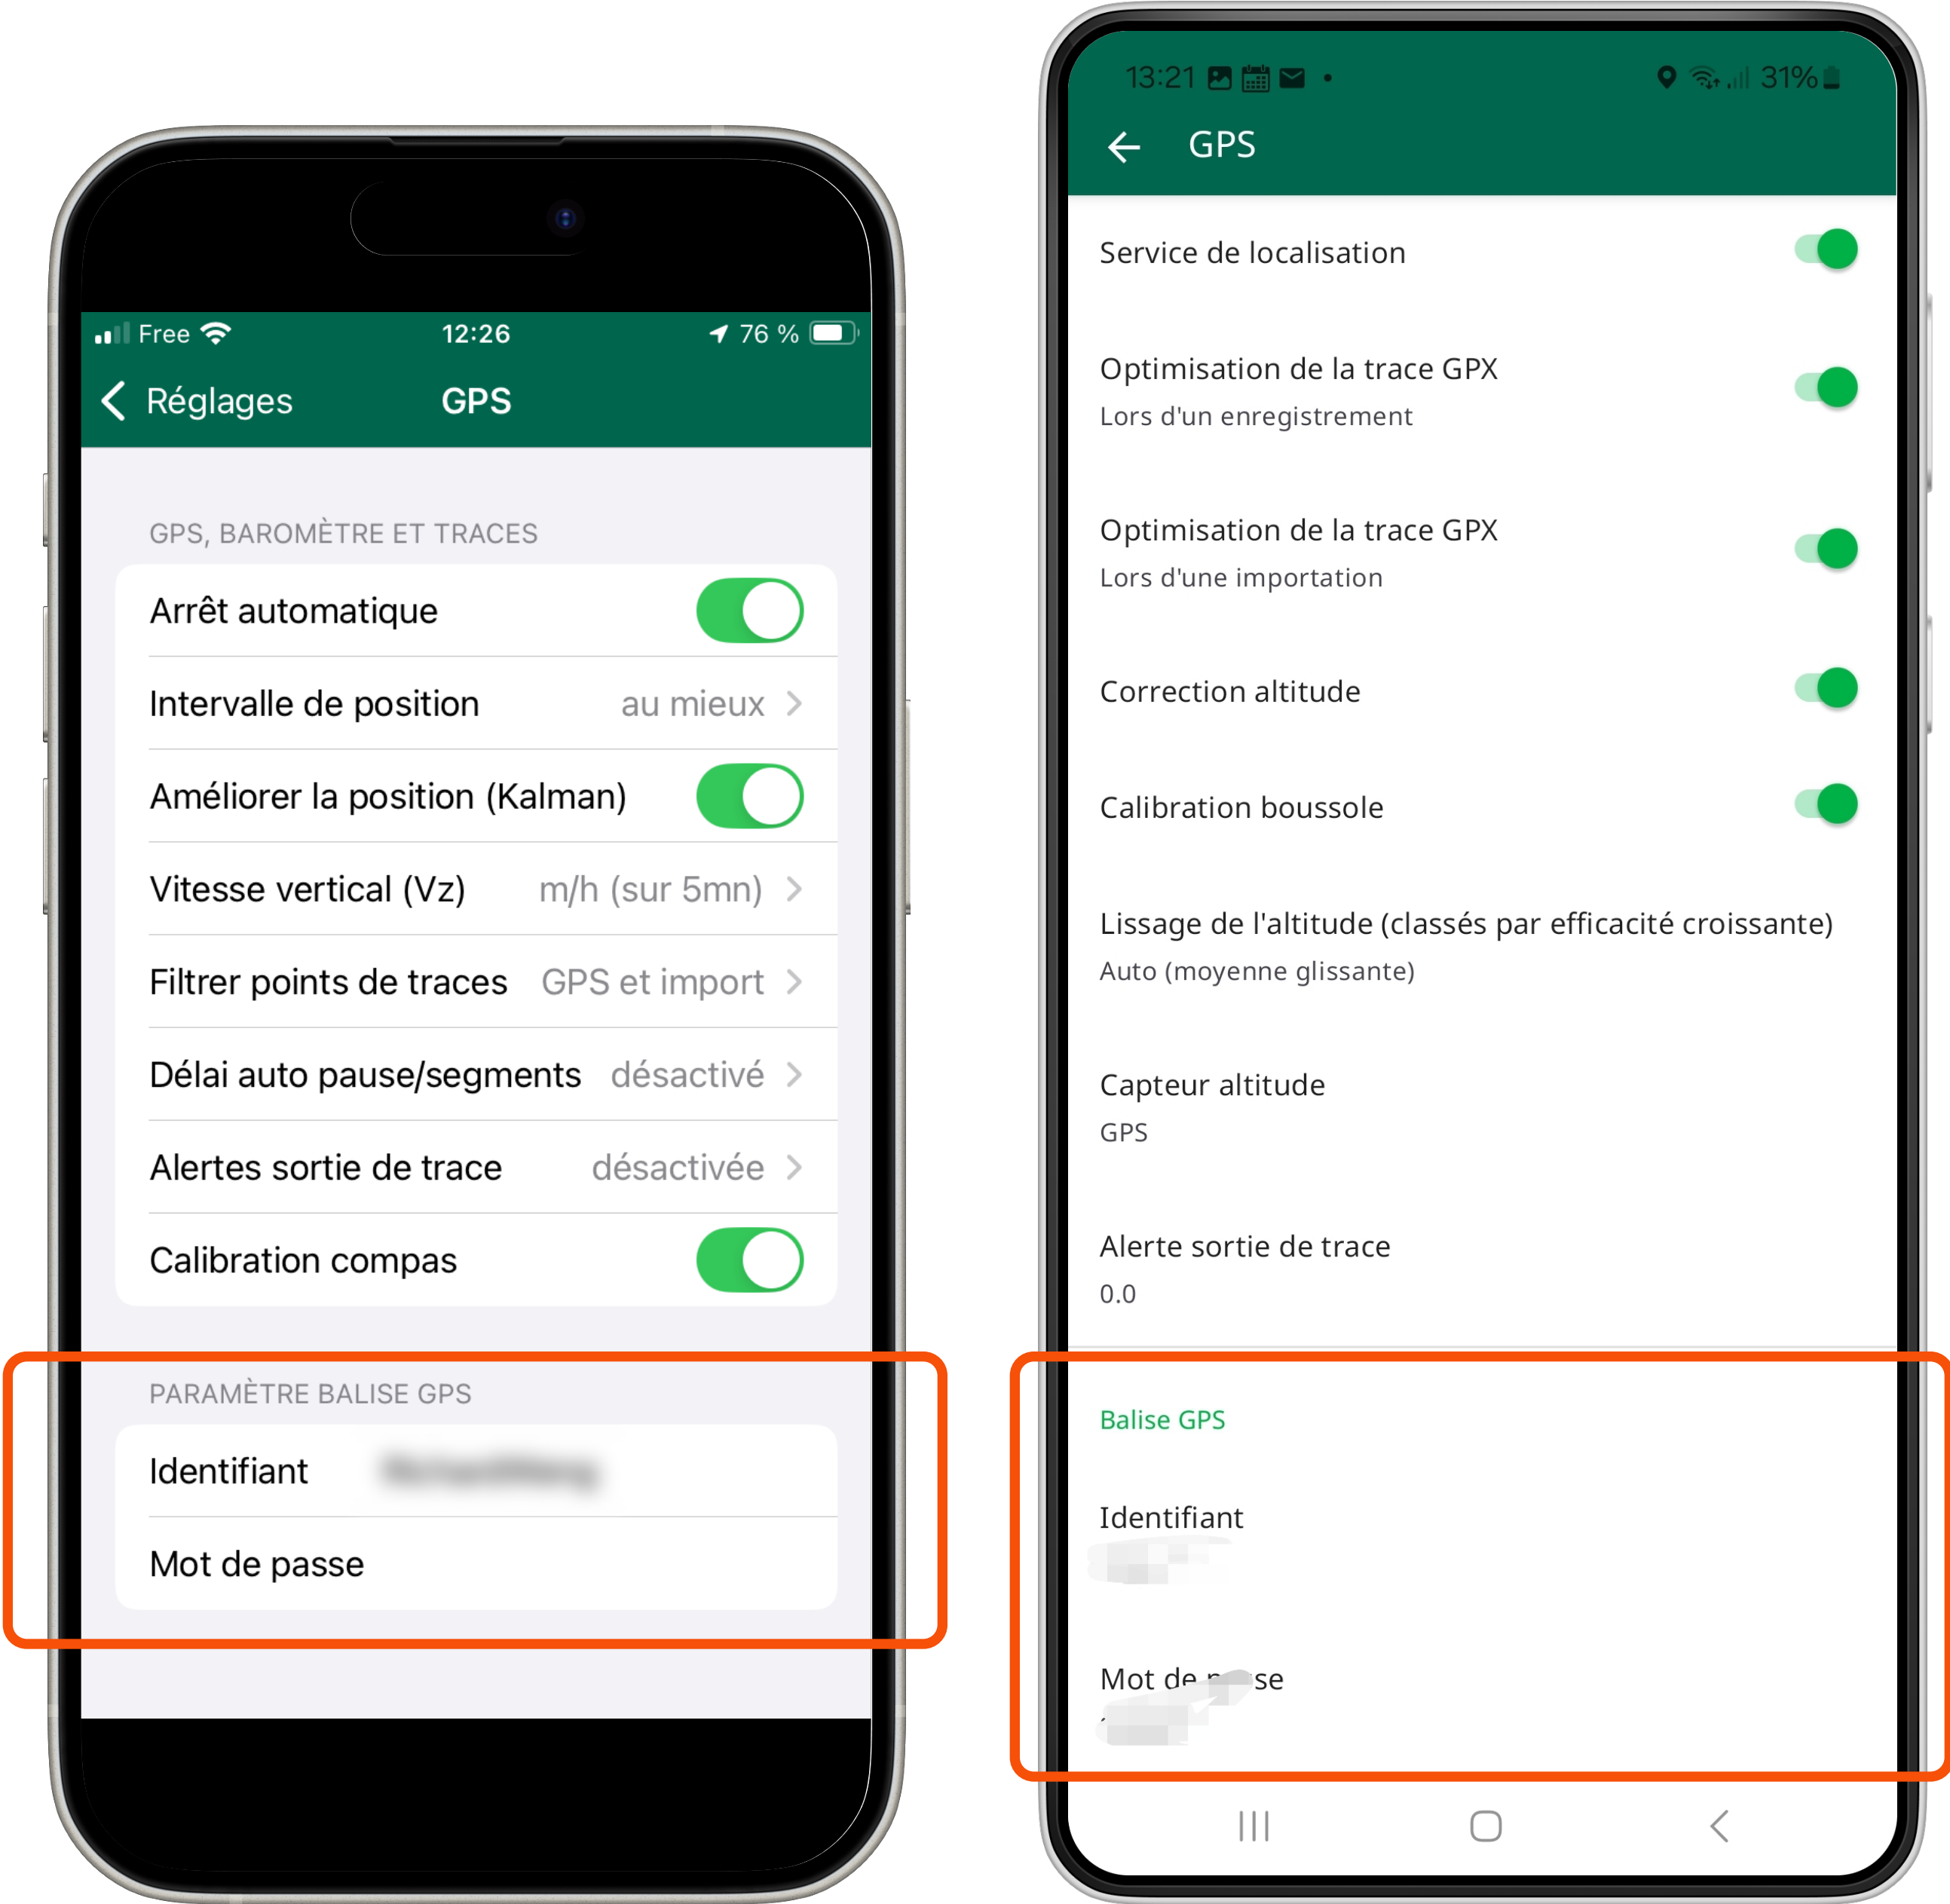 Free
12:26
76 %
Réglages
GPS
GPS, BAROMÈTRE ET TRACES
Arrêt automatique
Intervalle de position au mieux
Améliorer la position (Kalman)
Vitesse vertical (Vz) m/h (sur 5mn)
Filtrer points de traces GPS et import
Délai auto pause/segments désactivé
Alertes sortie de trace désactivée
Calibration compas
PARAMÈTRE BALISE GPS
Identifiant
Mot de passe
13:21
31%
GPS
Service de localisation
Optimisation de la trace GPX
Lors d'un enregistrement
Optimisation de la trace GPX
Lors d'une importation
Correction altitude
Calibration boussole
Lissage de l'altitude (classés par efficacité croissante)
Auto (moyenne glissante)
Capteur altitude
GPS
Alerte sortie de trace
0.0
Balise GPS
Identifiant
Mot de